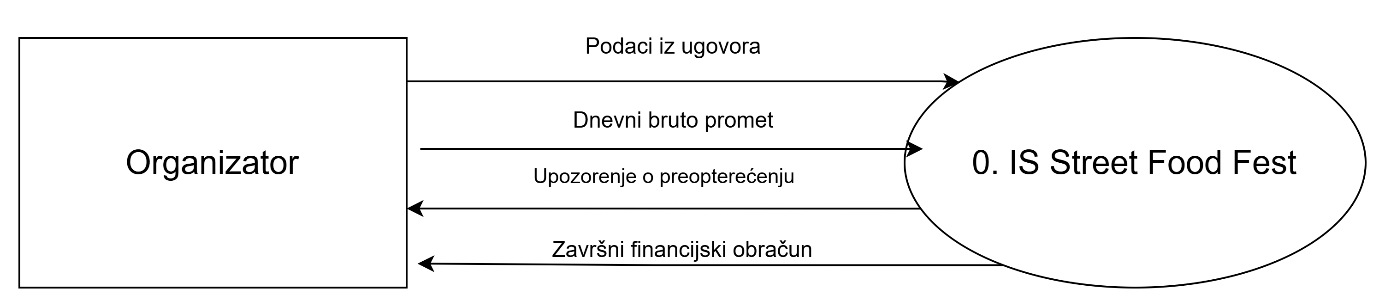 Podaci iz ugovora
Dnevni bruto promet
Organizator
0. IS Street Food Fest
Upozorenje o preopterećenju
Završni financijski obračun